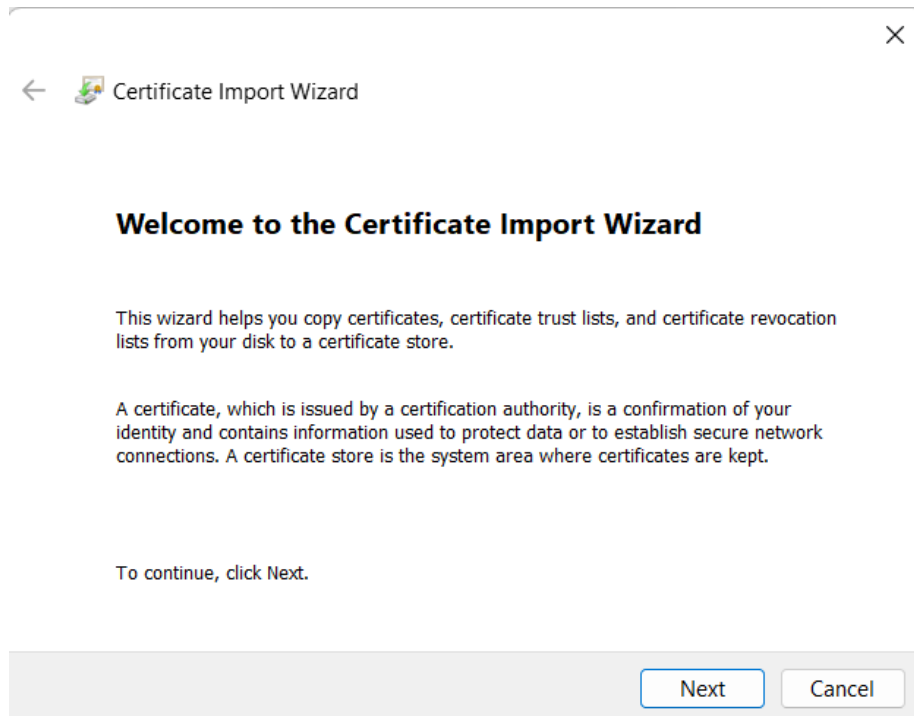 Certificate Import Wizard
Welcome to the Certificate Import Wizard
This wizard helps you copy certificates, certificate trust lists, and certificate revocation
lists from your disk to a certificate store.
A certificate, which is issued by a certification authority, is a confirmation of your
identity and contains information used to protect data or to establish secure network
connections. A certificate store is the system area where certificates are kept.
To continue, click Next.
Next
Cancel